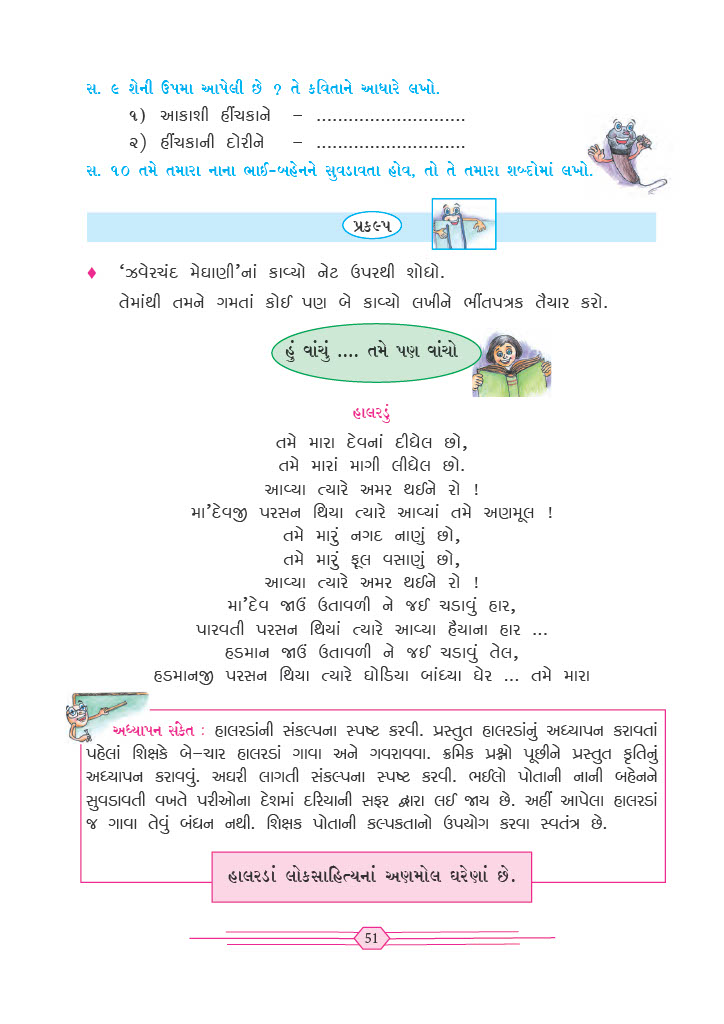 સ. ૯ શેની ઉપમા આપેલી છે ? તે કવિતાને આધારે લખો.
૧) આકાશી હીંચકાને – ............................
૨) હીંચકાની દોરીને – ............................
સ. ૧૦ તમે તમારા નાના ભાઈ-બહેનને સુવડાવતા હોવ, તો તે તમારા શબ્દોમાં લખો.
પ્રકલ્પ
♦ ‘ઝવેરચંદ મેઘાણી’નાં કાવ્યો નેટ ઉપરથી શોધો.
તેમાંથી તમને ગમતાં કોઈ પણ બે કાવ્યો લખીને ભીંતપત્રક તૈયાર કરો.
હું વાંચું .... તમે પણ વાંચો
હાલરડું
તમે મારા દેવનાં દીધેલ છો,
તમે મારાં માગી લીધેલ છો.
આવ્યા ત્યારે અમર થઈને રો !
મા’દેવજી પરસન થિયા ત્યારે આવ્યાં તમે અણમૂલ !
તમે મારું નગદ નાણું છો,
તમે મારું ફૂલ વસાણું છો,
આવ્યા ત્યારે અમર થઈને રો !
મા’દેવ જાઉં ઉતાવળી ને જઈ ચડાવું હાર,
પારવતી પરસન થિયાં ત્યારે આવ્યા હૈયાના હાર ...
હડમાન જાઉં ઉતાવળી ને જઈ ચડાવું તેલ,
હડમાનજી પરસન થિયા ત્યારે ઘોડિયા બાંધ્યા ઘેર ... તમે મારા
અધ્યાપન સંકેત : હાલરડાંની સંકલ્પના સ્પષ્ટ કરવી. પ્રસ્તુત હાલરડાંનું અધ્યાપન કરાવતાં
પહેલાં શિક્ષકે બે–ચાર હાલરડાં ગાવા અને ગવરાવવા. ક્રમિક પ્રશ્નો પૂછીને પ્રસ્તુત કૃતિનું
અધ્યાપન કરાવવું. અઘરી લાગતી સંકલ્પના સ્પષ્ટ કરવી. ભઈલો પોતાની નાની બહેનને
સુવડાવતી વખતે પરીઓના દેશમાં દરિયાની સફર દ્વારા લઈ જાય છે. અહીં આપેલા હાલરડાં
જ ગાવા તેવું બંધન નથી. શિક્ષક પોતાની કલ્પકતાનો ઉપયોગ કરવા સ્વતંત્ર છે.
હાલરડાં લોકસાહિત્યનાં અણમોલ ઘરેણાં છે.
51